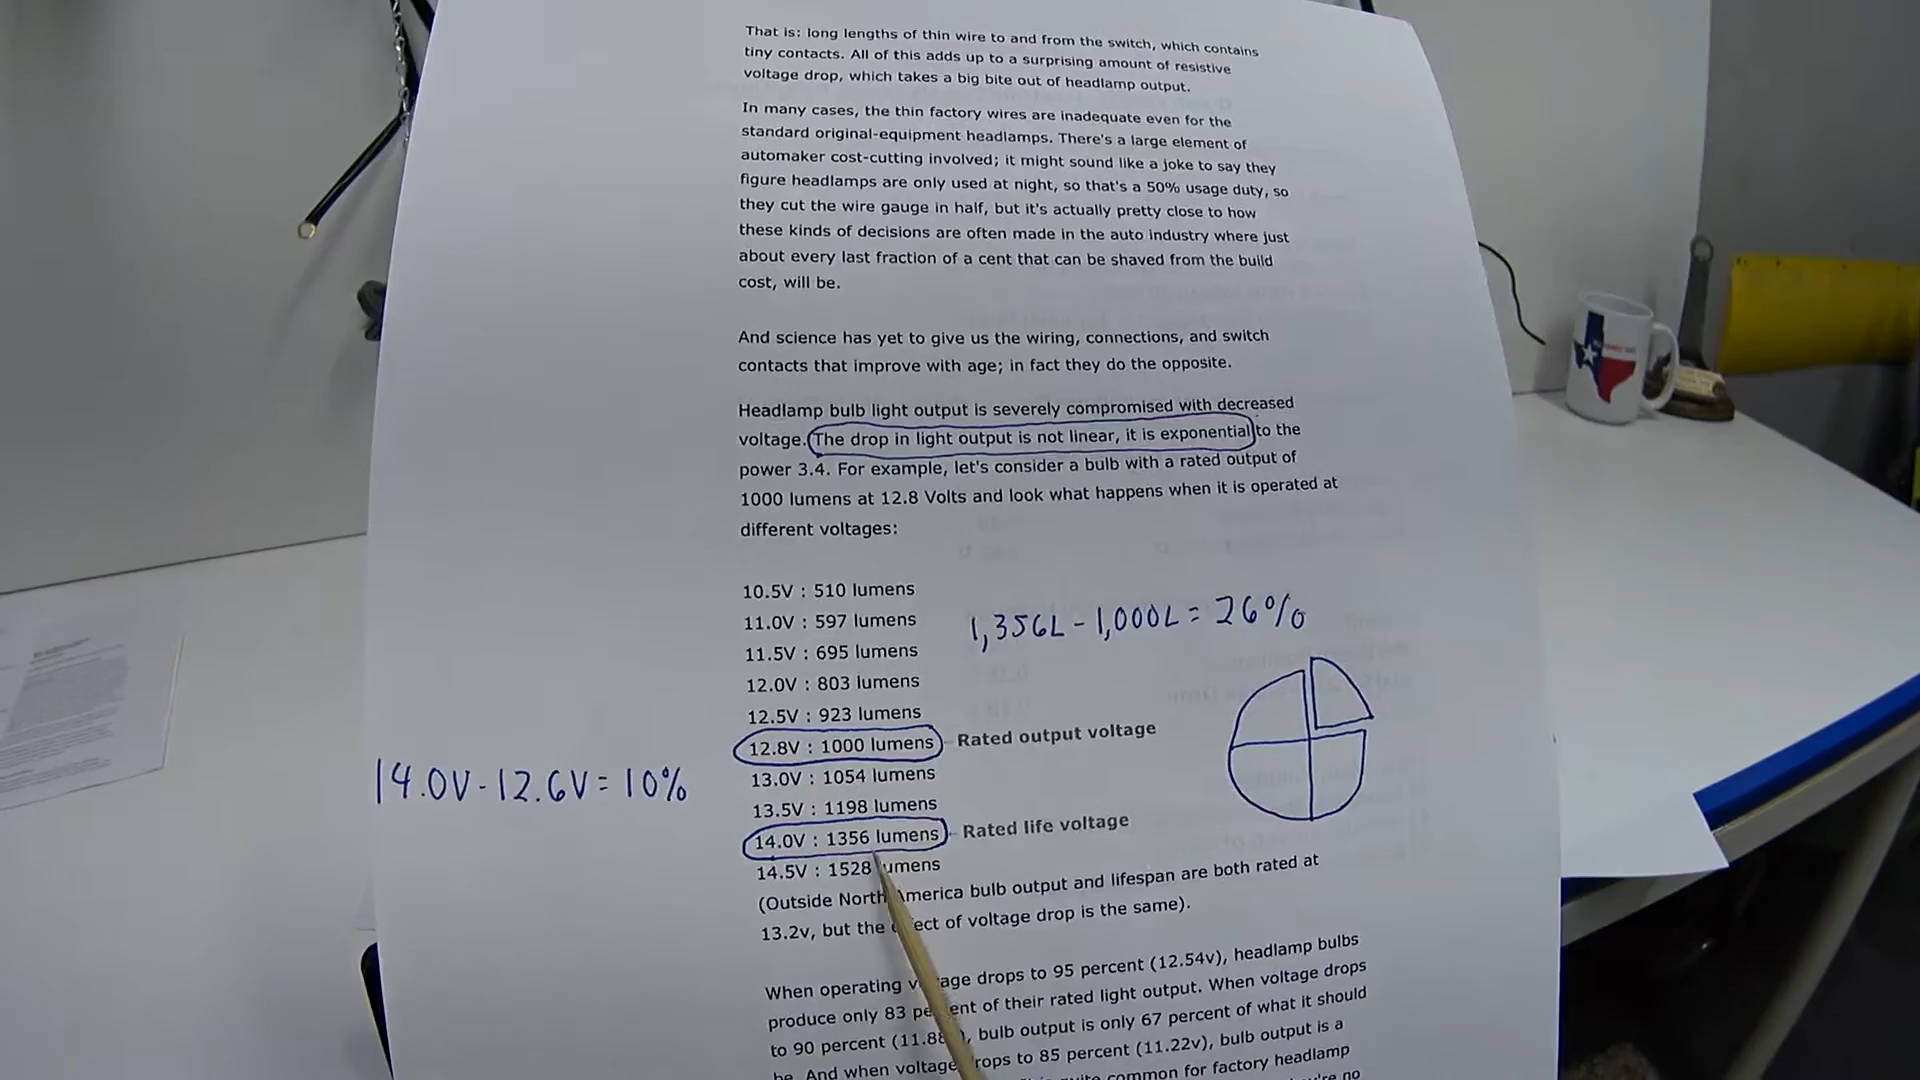 That is: long lengths of thin wire to and from the switch, which contains
tiny contacts. All of this adds up to a surprising amount of resistive
voltage drop, which takes a big bite out of headlamp output.
In many cases, the thin factory wires are inadequate even for the
standard original-equipment headlamps. There's a large element of
automaker cost-cutting involved; it might sound like a joke to say they
figure headlamps are only used at night, so that's a 50% usage duty, so
they cut the wire gauge in half, but it's actually pretty close to how
these kinds of decisions are often made in the auto industry where just
about every last fraction of a cent that can be shaved from the build
cost, will be.
And science has yet to give us the wiring, connections, and switch
contacts that improve with age; in fact they do the opposite.
Headlamp bulb light output is severely compromised with decreased
voltage. The drop in light output is not linear, it is exponential to the
power 3.4. For example, let's consider a bulb with a rated output of
1000 lumens at 12.8 Volts and look what happens when it is operated at
different voltages:
10.5V : 510 lumens
11.0V : 597 lumens
11.5V : 695 lumens
12.0V : 803 lumens
12.5V : 923 lumens
12.8V : 1000 lumens - Rated output voltage
13.0V : 1054 lumens
13.5V : 1198 lumens
14.0V : 1356 lumens - Rated life voltage
14.5V : 1528 lumens
1,356L - 1,000L = 26%
14.0V - 12.6V = 10%
(Outside North America bulb output and lifespan are both rated at
13.2v, but the effect of voltage drop is the same).
When operating voltage drops to 95 percent (12.54v), headlamp bulbs
produce only 83 percent of their rated light output. When voltage drops
to 90 percent (11.88 bulb output is only 67 percent of what it should
be. And when voltage drops to 85 percent (11.22v), bulb output is a
quite common for factory headlamp
they're no